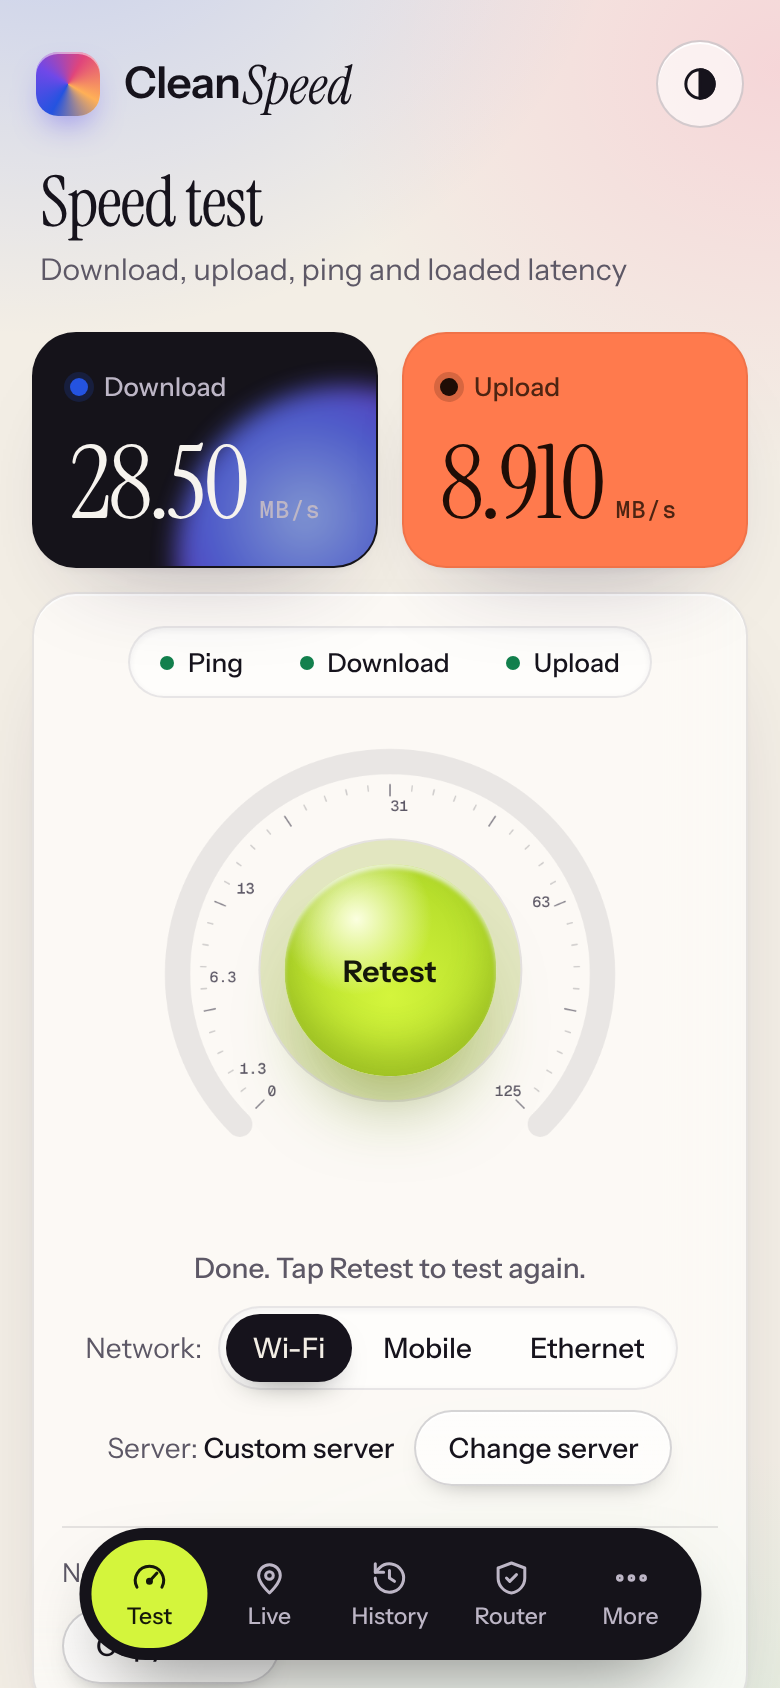 CleanSpeed
Speed test
Download, upload, ping and loaded latency
Download
28.50 MB/s
Upload
8.910 MB/s
Ping
Download
Upload
31
13
63
6.3
1.3
0
125
Retest
Done. Tap Retest to test again.
Network: Wi-Fi Mobile Ethernet
Server: Custom server Change server
Test
Live
History
Router
More